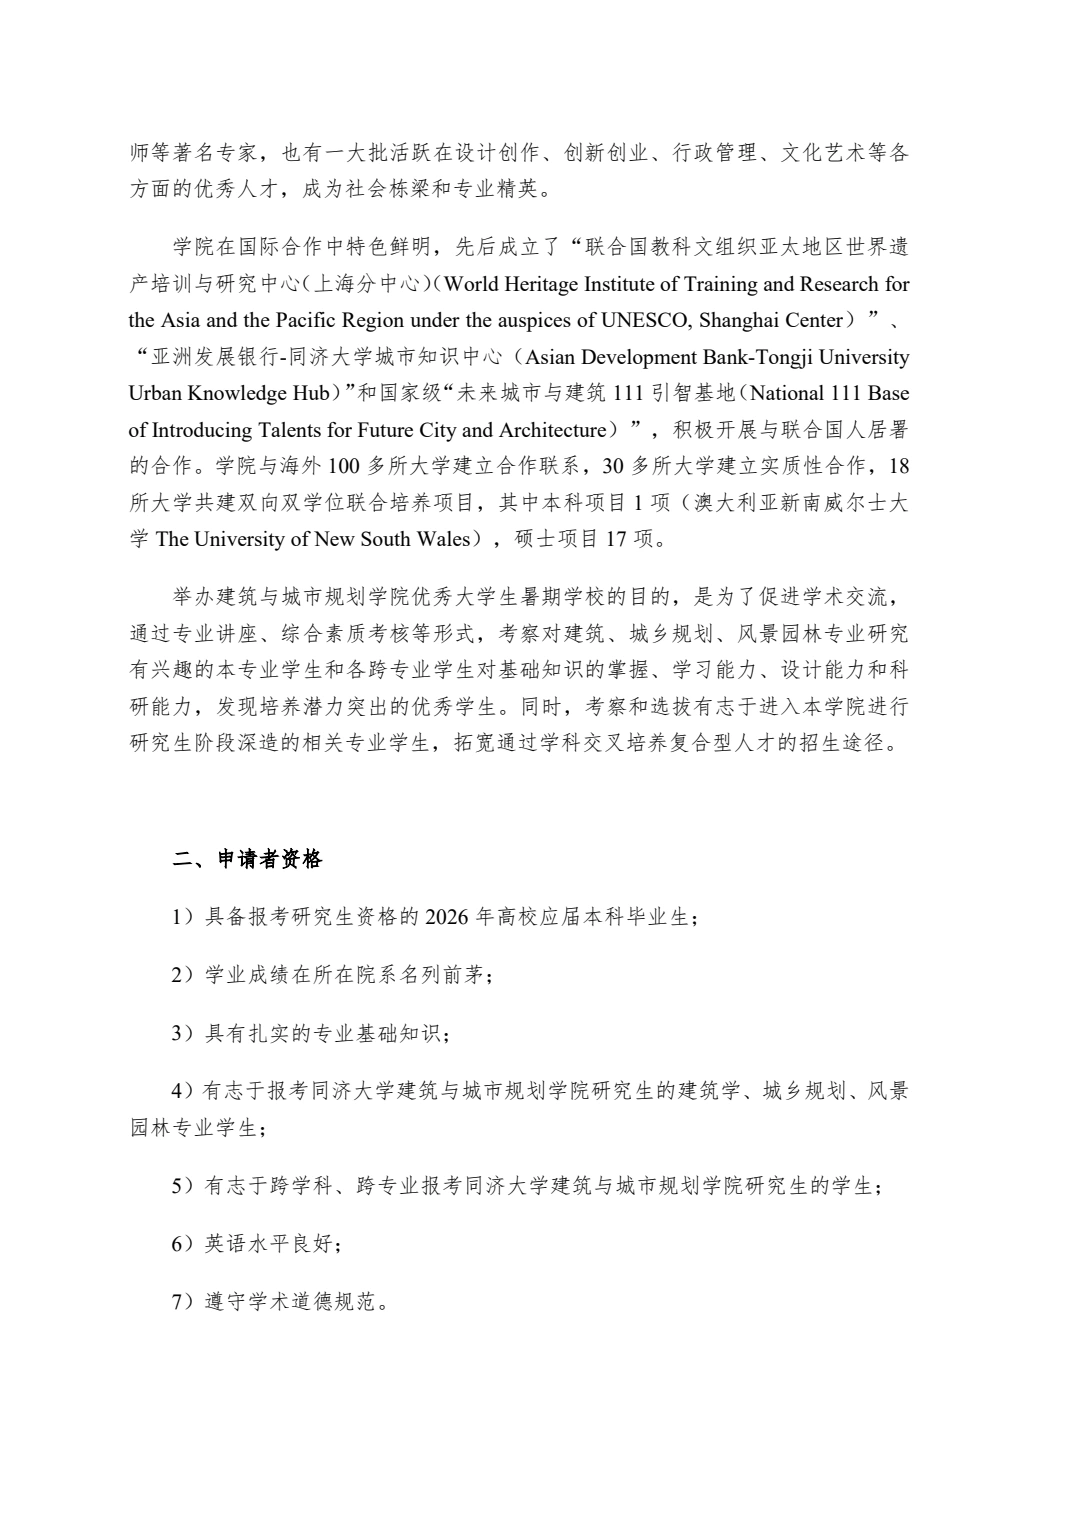 师等著名专家，也有一大批活跃在设计创作、创新创业、行政管理、文化艺术等各
方面的优秀人才，成为社会栋梁和专业精英。
学院在国际合作中特色鲜明，先后成立了“联合国教科文组织亚太地区世界遗
产培训与研究中心（上海分中心）（World Heritage Institute of Training and Research for
the Asia and the Pacific Region under the auspices of UNESCO, Shanghai Center）”、
“亚洲发展银行-同济大学城市知识中心（Asian Development Bank-Tongji University
Urban Knowledge Hub）”和国家级“未来城市与建筑 111 引智基地（National 111 Base
of Introducing Talents for Future City and Architecture）”，积极开展与联合国人居署
的合作。学院与海外 100 多所大学建立合作联系，30 多所大学建立实质性合作，18
所大学共建双向双学位联合培养项目，其中本科项目 1 项（澳大利亚新南威尔士大
学 The University of New South Wales），硕士项目 17 项。
举办建筑与城市规划学院优秀大学生暑期学校的目的，是为了促进学术交流，
通过专业讲座、综合素质考核等形式，考察对建筑、城乡规划、风景园林专业研究
有兴趣的本专业学生和各跨专业学生对基础知识的掌握、学习能力、设计能力和科
研能力，发现培养潜力突出的优秀学生。同时，考察和选拔有志于进入本学院进行
研究生阶段深造的相关专业学生，拓宽通过学科交叉培养复合型人才的招生途径。
二、申请者资格
1）具备报考研究生资格的 2026 年高校应届本科毕业生；
2）学业成绩在所在院系名列前茅；
3）具有扎实的专业基础知识；
4）有志于报考同济大学建筑与城市规划学院研究生的建筑学、城乡规划、风景
园林专业学生；
5）有志于跨学科、跨专业报考同济大学建筑与城市规划学院研究生的学生；
6）英语水平良好；
7）遵守学术道德规范。